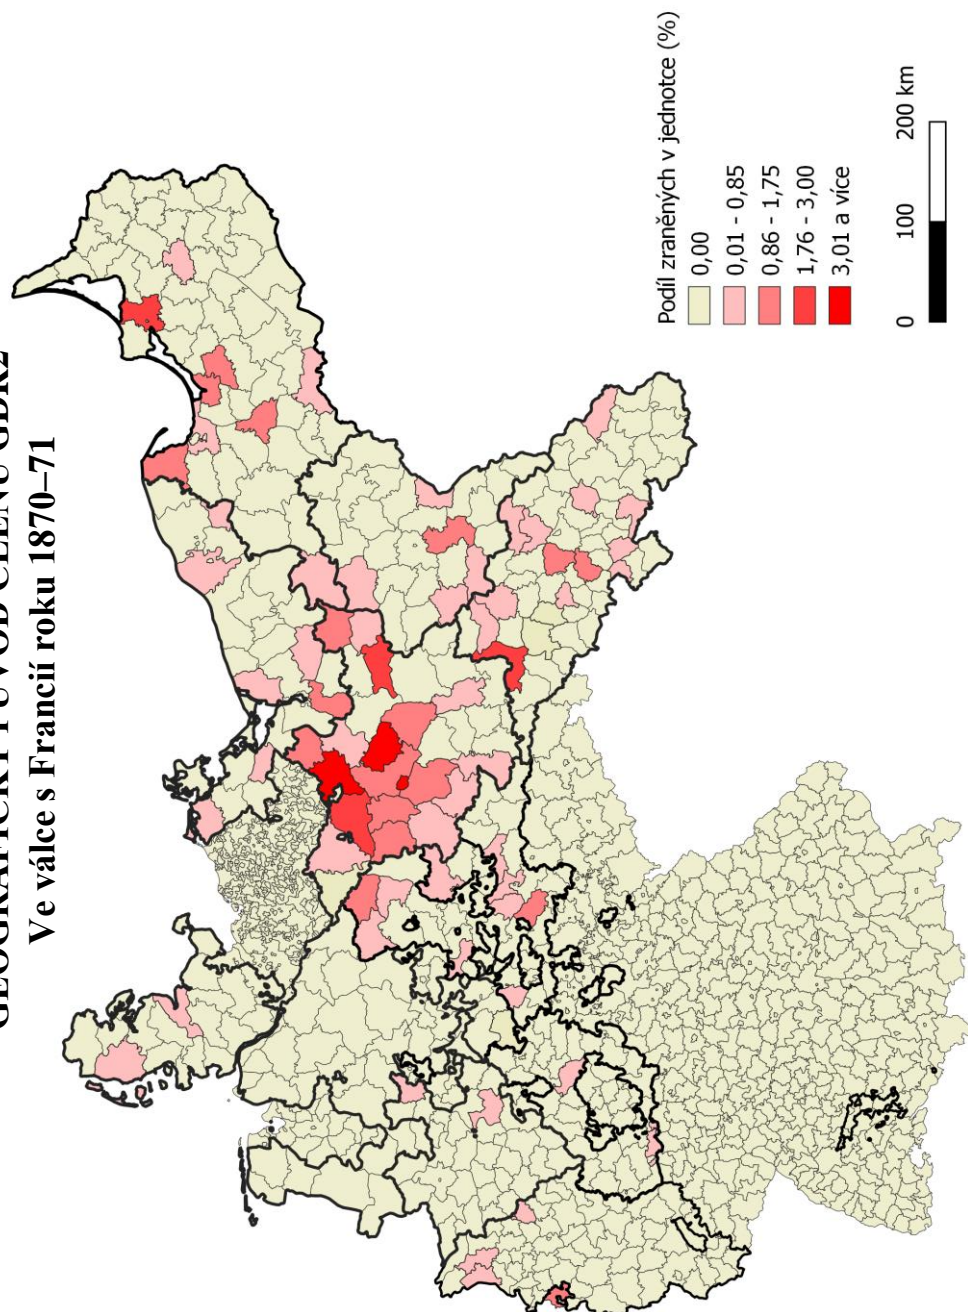 GEOGRAFICKÝ PŮVOD ČLENŮ GDR2
Ve válce s Francií roku 1870–71
Podíl zraněných v jednotce (%)
0,00
0,01 - 0,85
0,86 - 1,75
1,76 - 3,00
3,01 a více
0 100 200 km